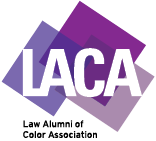 LACA
Law Alumni of
Color Association